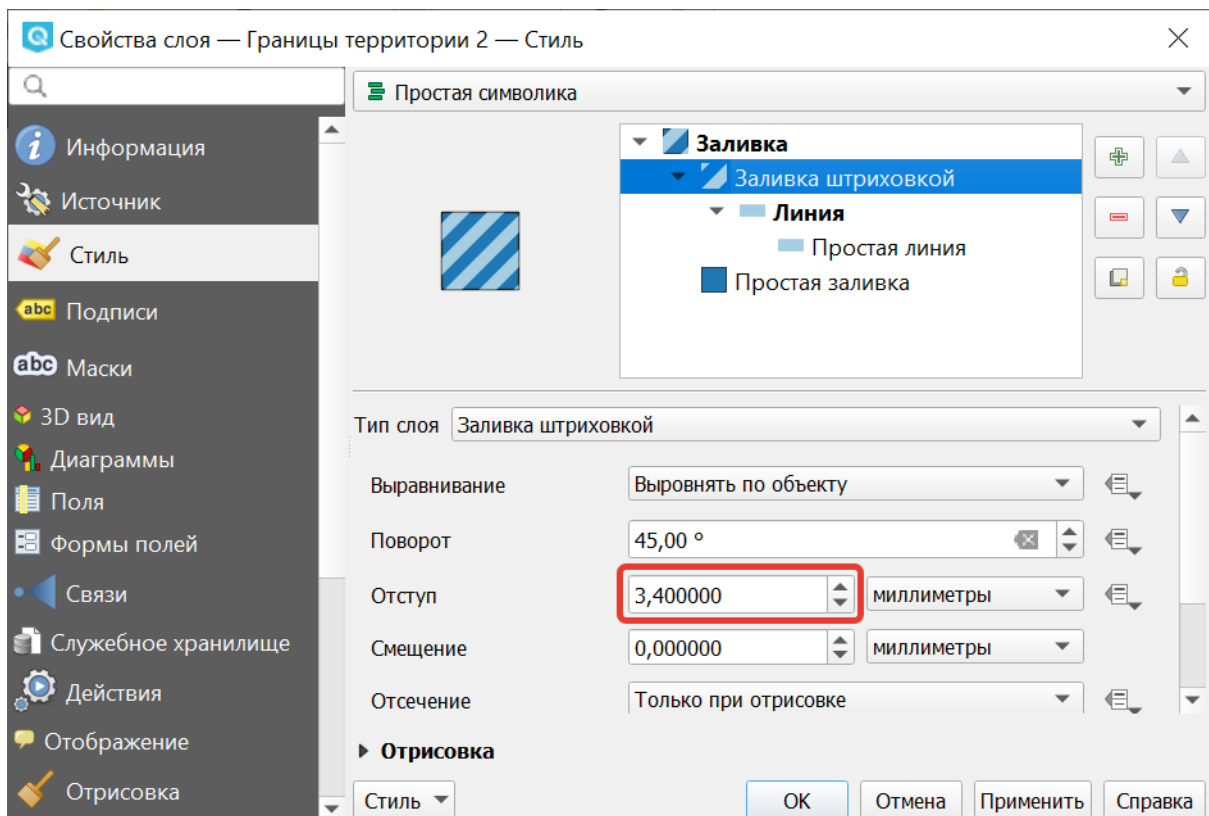 Свойства слоя — Границы территории 2 — Стиль
Простая символика
Информация
Источник
Стиль
abc Подписи
abc Маски
3D вид
Диаграммы
Поля
Формы полей
Связи
Служебное хранилище
Действия
Отображение
Отрисовка
Заливка
Заливка штриховкой
Линия
Простая линия
Простая заливка
Тип слоя Заливка штриховкой
Выравнивание Выровнять по объекту
Поворот 45,00 °
Отступ 3,400000 миллиметры
Смещение 0,000000 миллиметры
Отсечение Только при отрисовке
Отрисовка
Стиль OK Отмена Применить Справка